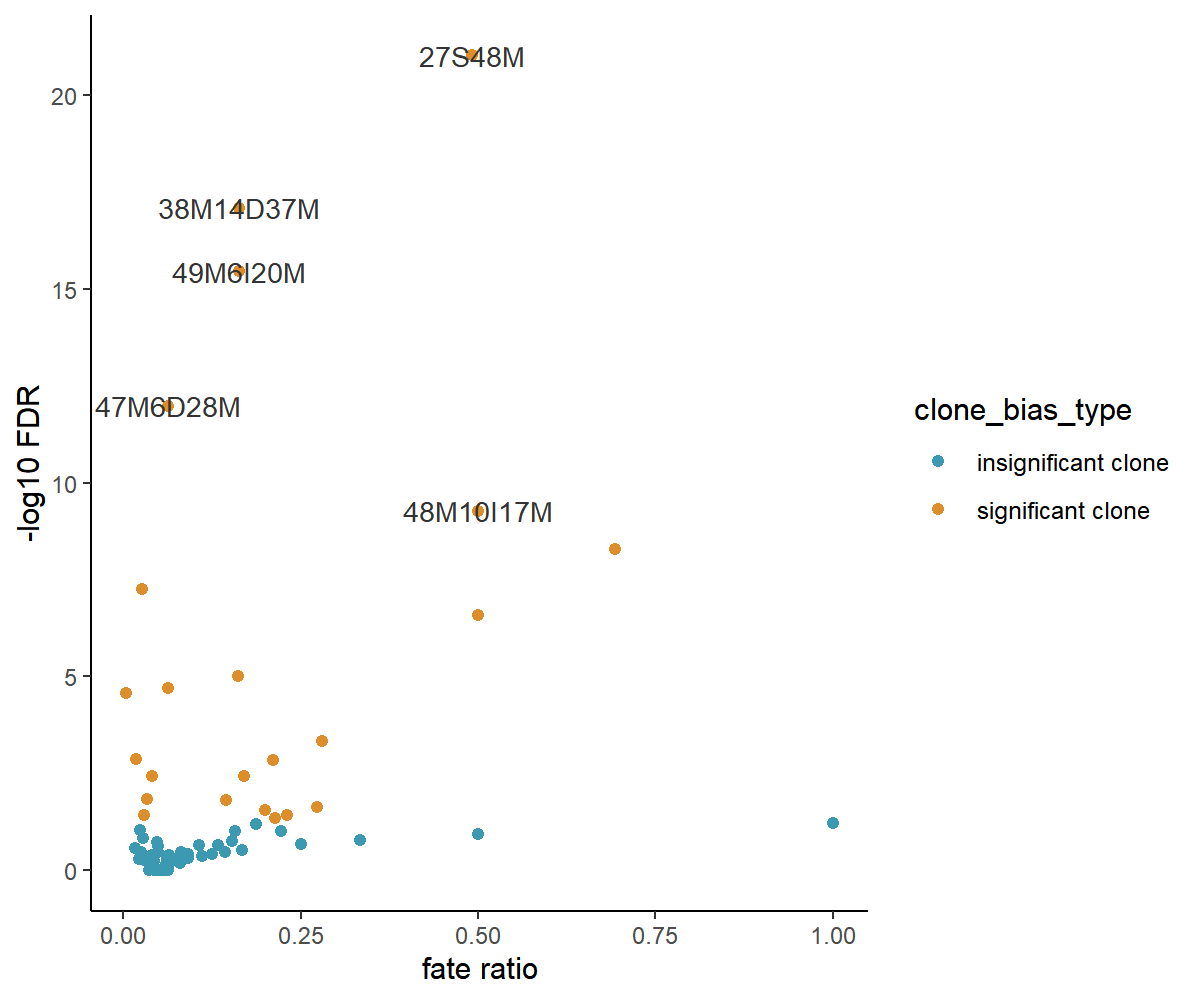 27S48M
20
38M14D37M
49M6I20M
15
47M6D28M
clone_bias_type
-log10 FDR
insignificant clone
10
48M10I17M
significant clone
5
0
0.00 0.25 0.50 0.75 1.00
fate ratio